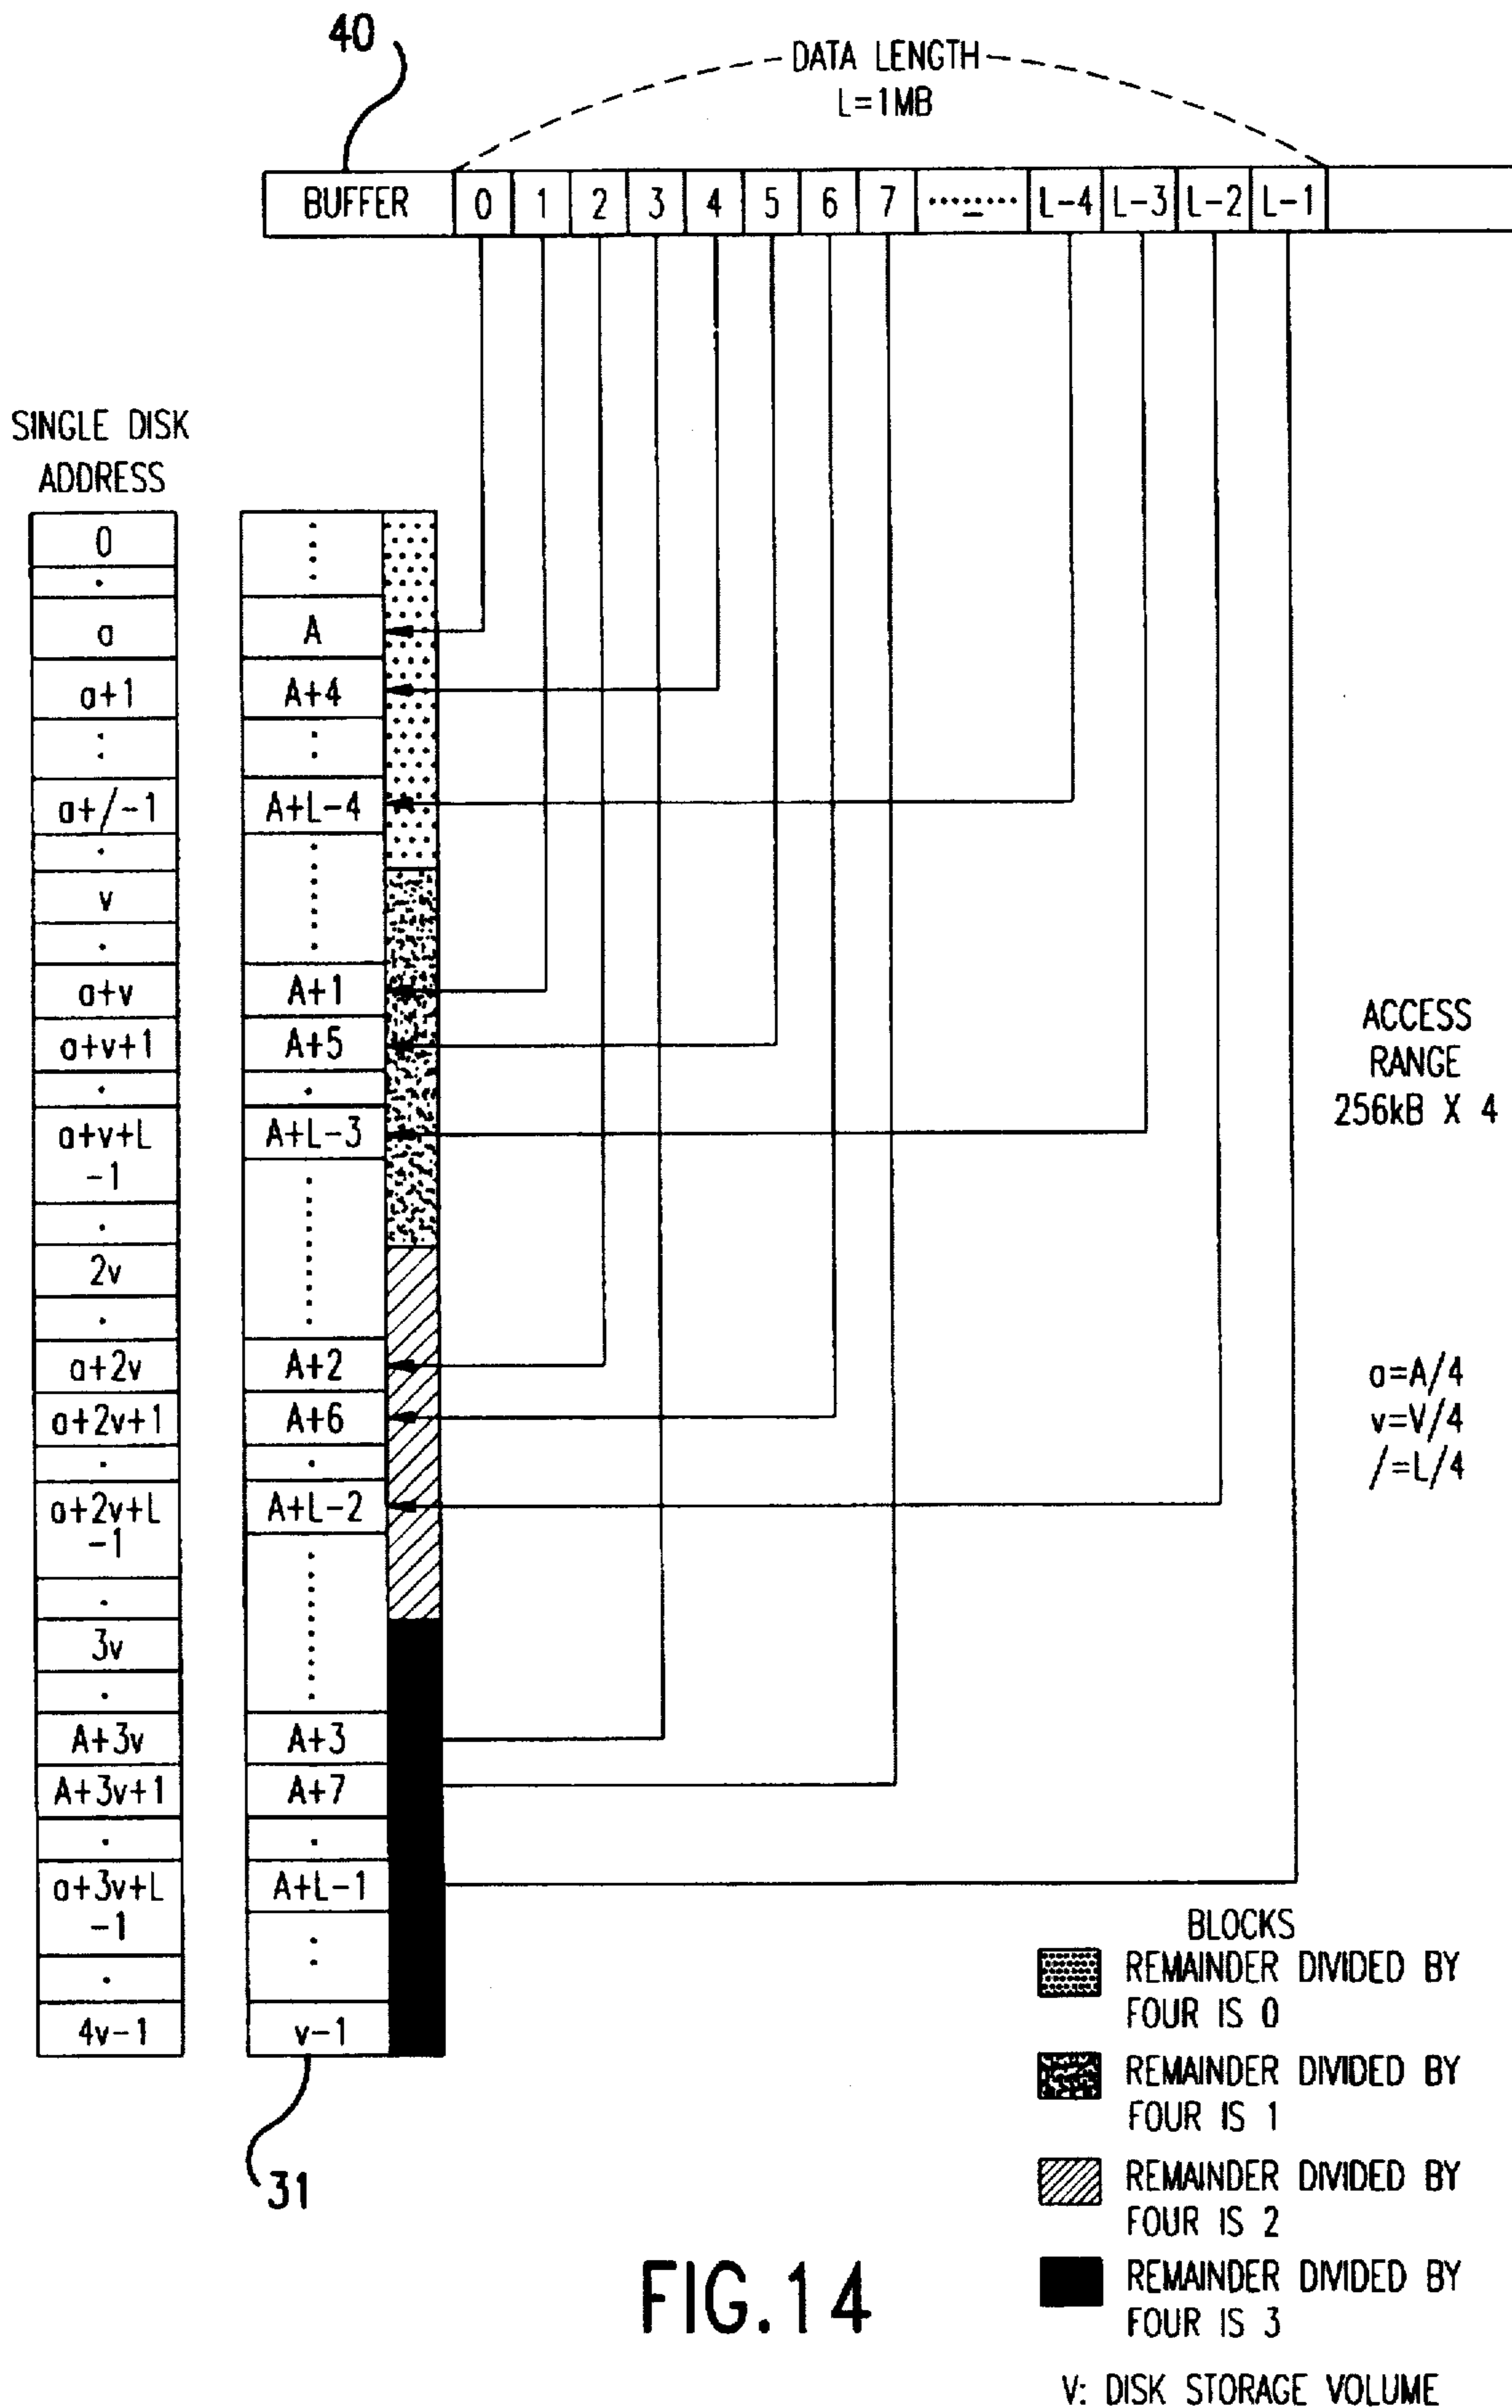 40
DATA LENGTH
L=1MB
BUFFER 0 1 2 3 4 5 6 7 ........ L-4 L-3 L-2 L-1
SINGLE DISK
ADDRESS
0
a A
a+1 A+4
a+/-1 A+L-4
v
a+v A+1
a+v+1 A+5
a+v+L A+L-3
-1
2v
a+2v A+2
a+2v+1 A+6
a+2v+L A+L-2
-1
3v
A+3v A+3
A+3v+1 A+7
a+3v+L A+L-1
-1
4v-1 v-1
31
ACCESS
RANGE
256kB X 4
a=A/4
v=V/4
/=L/4
BLOCKS
REMAINDER DIVIDED BY
FOUR IS 0
REMAINDER DIVIDED BY
FOUR IS 1
REMAINDER DIVIDED BY
FOUR IS 2
REMAINDER DIVIDED BY
FOUR IS 3
V: DISK STORAGE VOLUME
FIG.14